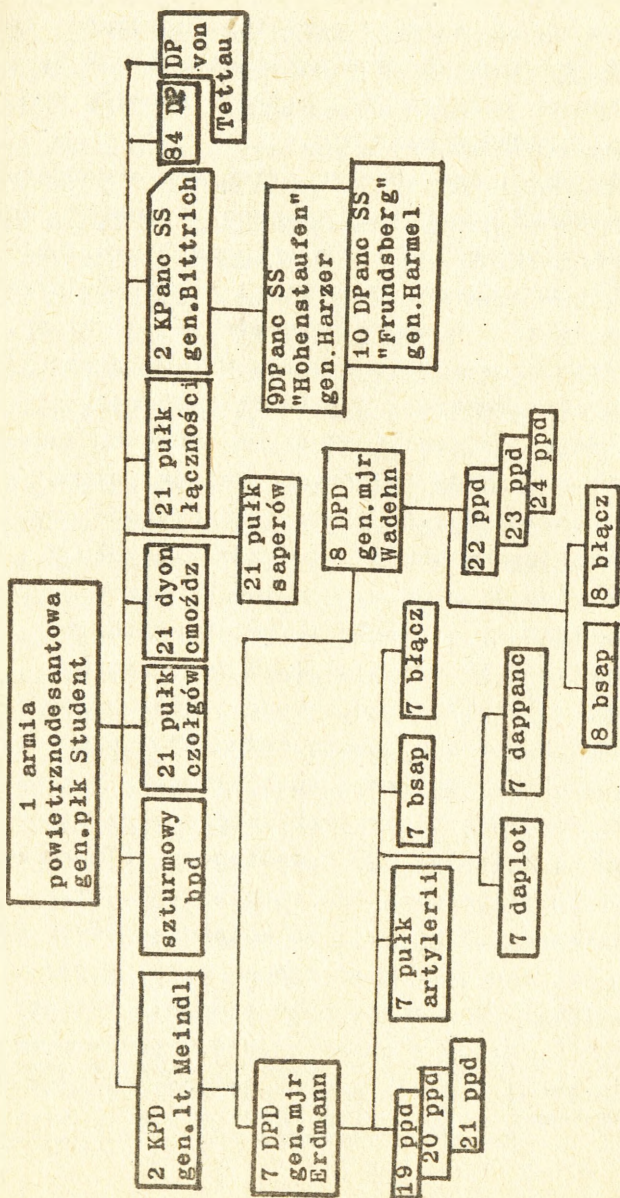 1 armia
powietrznodesantowa
gen.płk Student
2 KPD
gen.lt Meindl
szturmowy
bpd
21 pułk
czołgów
21 dyon
cmoździ
21 pułk
łączności
2 KPanc SS
gen.Bittrich
84 DP
DP
von
Tettau
21 pułk
saperów
9DPanc SS
"Hohenstaufen"
gen.Harzer
10 DPanc SS
"Frundsberg"
gen.Harmel
7 DPD
gen.mjr
Erdmann
8 DPD
gen.mjr
Wadehn
19 ppd
20 ppd
21 ppd
7 pułk
artylerii
7 bsap
7 błącz
7 daplot
7 dappanc
22 ppd
23 ppd
24 ppd
8 bsap
8 błącz